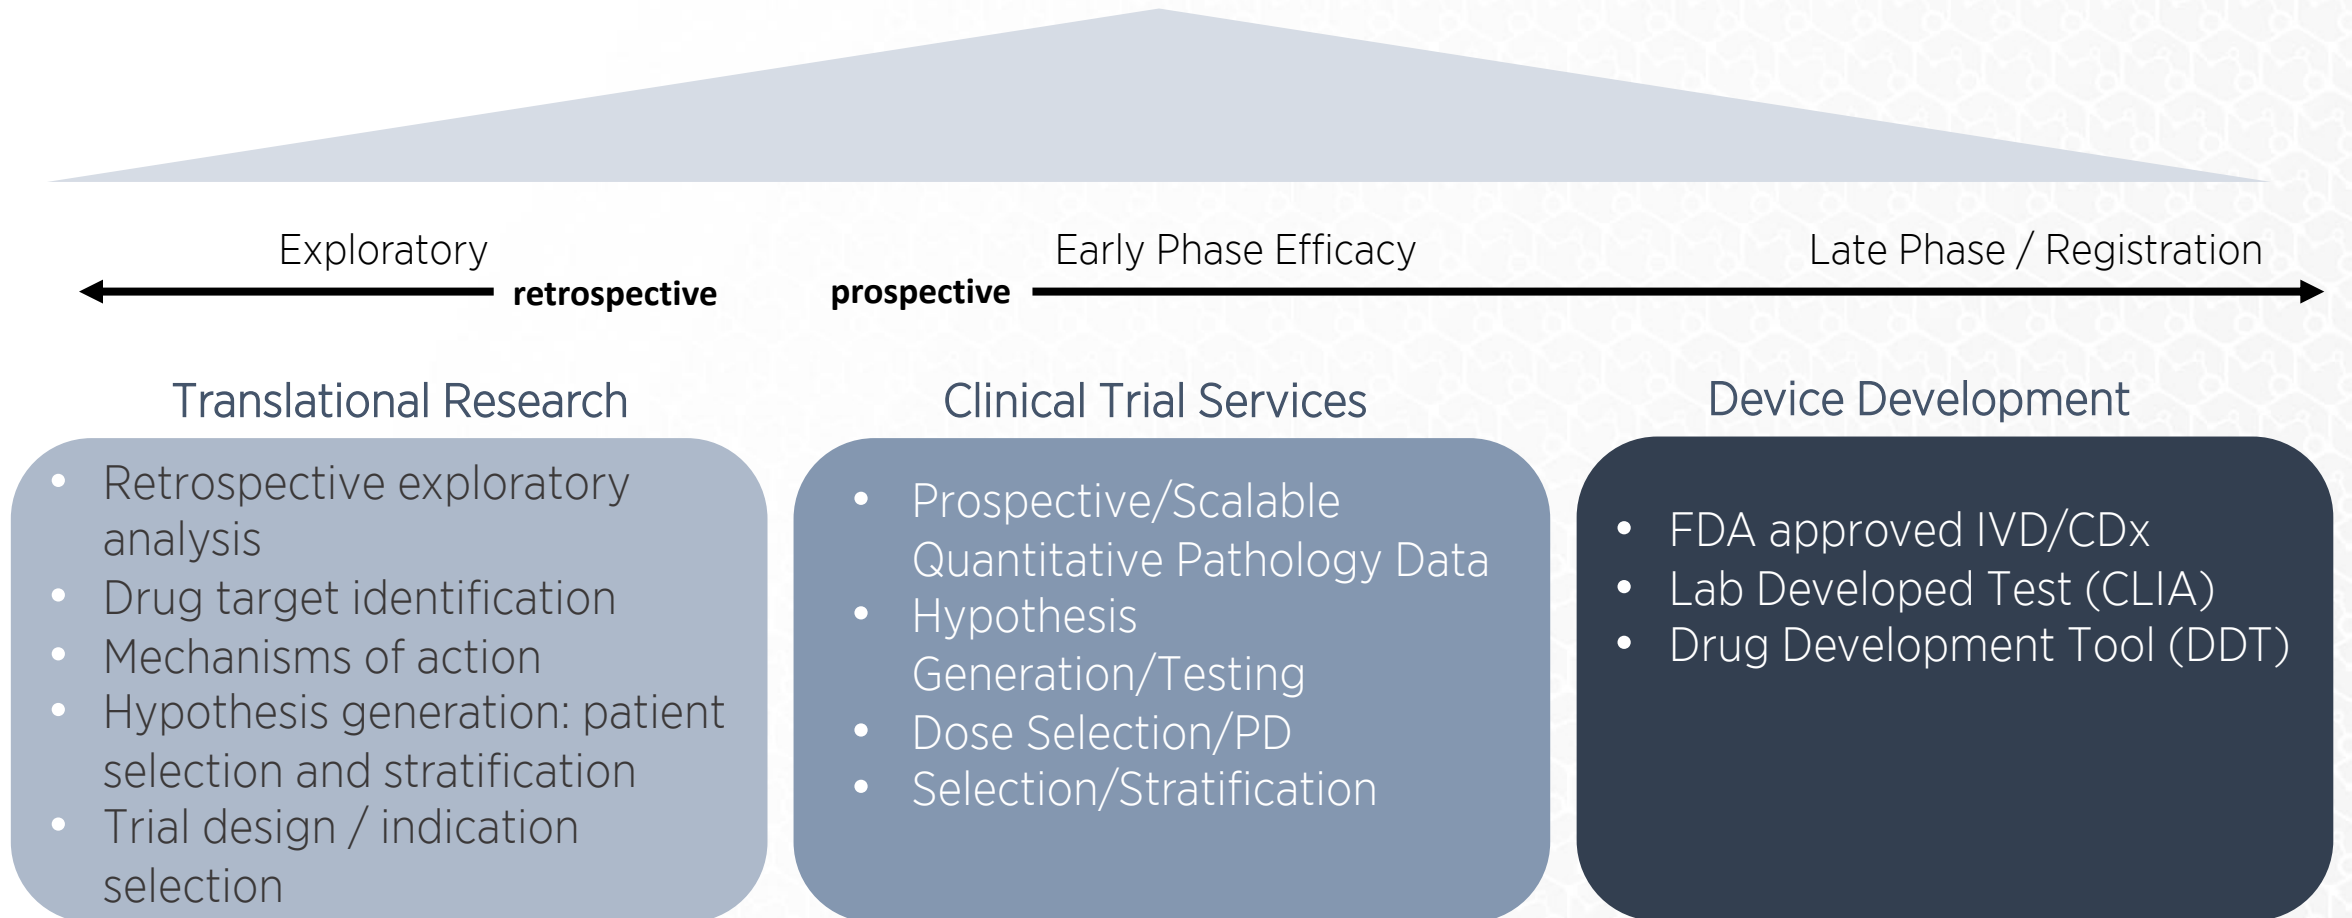 Exploratory
Early Phase Efficacy
Late Phase / Registration
retrospective
prospective
Translational Research
• Retrospective exploratory
analysis
• Drug target identification
• Mechanisms of action
• Hypothesis generation: patient
selection and stratification
• Trial design / indication
selection
Clinical Trial Services
• Prospective/Scalable
Quantitative Pathology Data
• Hypothesis
Generation/Testing
• Dose Selection/PD
• Selection/Stratification
Device Development
• FDA approved IVD/CDx
• Lab Developed Test (CLIA)
• Drug Development Tool (DDT)